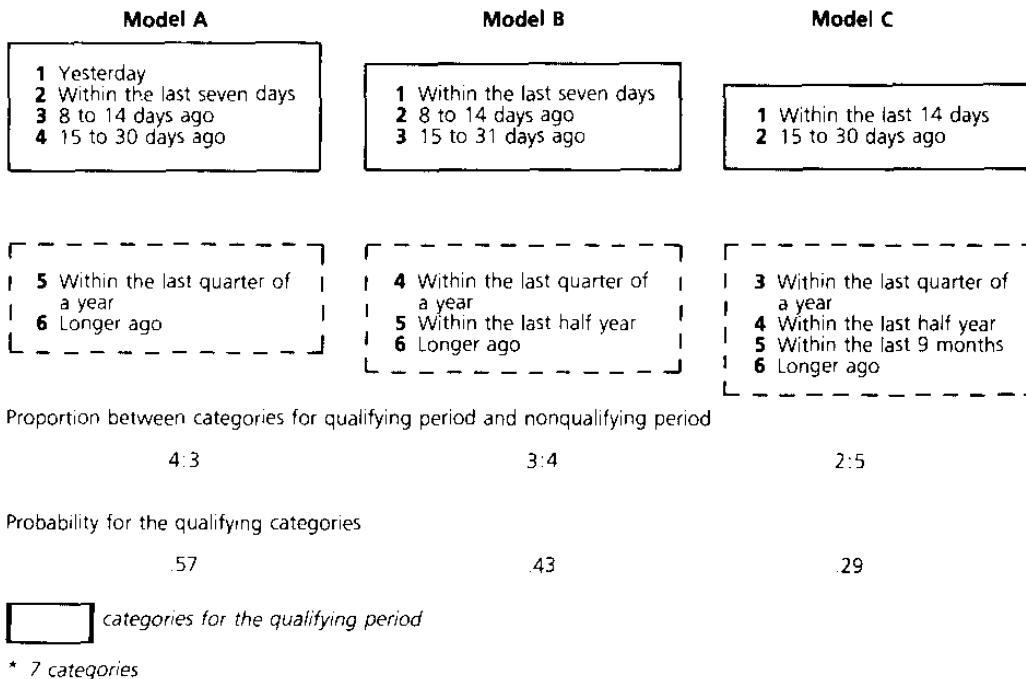 Model A
1 Yesterday
2 Within the last seven days
3 8 to 14 days ago
4 15 to 30 days ago
5 Within the last quarter of
a year
6 Longer ago
Model B
1 Within the last seven days
2 8 to 14 days ago
3 15 to 31 days ago
4 Within the last quarter of
a year
5 Within the last half year
6 Longer ago
Model C
1 Within the last 14 days
2 15 to 30 days ago
3 Within the last quarter of
a year
4 Within the last half year
5 Within the last 9 months
6 Longer ago
Proportion between categories for qualifying period and nonqualifying period
4:3 3:4 2:5
Probability for the qualifying categories
.57 .43 .29
categories for the qualifying period
* 7 categories